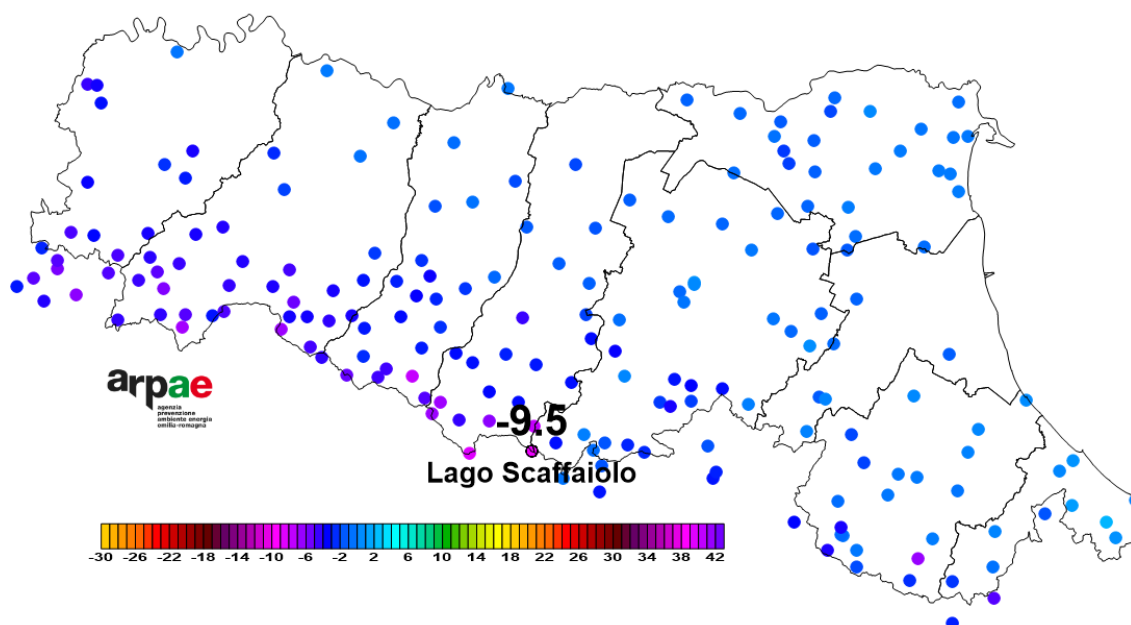 arpae
agenzia
prevenzione
ambiente energia
emilia-romagna
-9.5
Lago Scaffaiolo
-30 -26 -22 -18 -14 -10 -6 -2 2 6 10 14 18 22 26 30 34 38 42